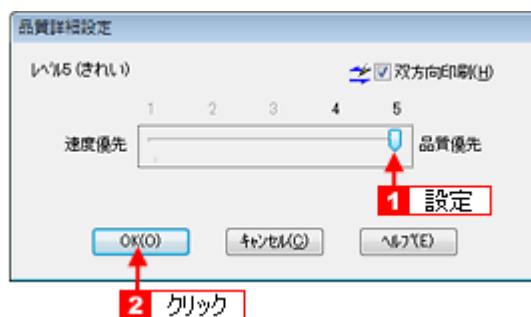 品質詳細設定
レベル5 (きれい)
双方向印刷(H)
1 2 3 4 5
速度優先 品質優先
1 設定
OK(O) キャンセル(C) ヘルプ(E)
2 クリック